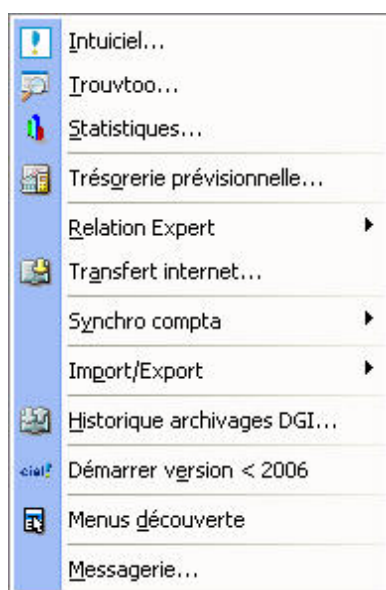 Intuiciel...
Trouvtoo...
Statistiques...
Trésorerie prévisionnelle...
Relation Expert
Transfert internet...
Synchro compta
Import/Export
Historique archivages DGI...
ciel! Démarrer version < 2006
Menus découverte
Messagerie...